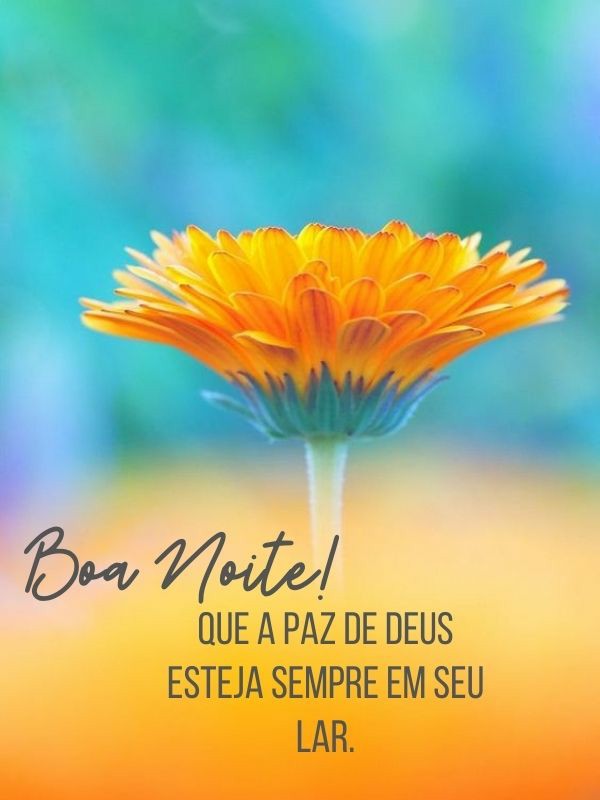 Boa Noite!
QUE A PAZ DE DEUS
ESTEJA SEMPRE EM SEU
LAR.